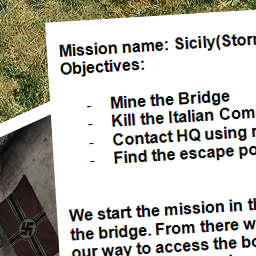 Mission name: Sicily(Storm
Objectives:
- Mine the Bridge
- Kill the Italian Com
- Contact HQ using r
- Find the escape po
We start the mission in th
the bridge. From there w
our way to access the bo